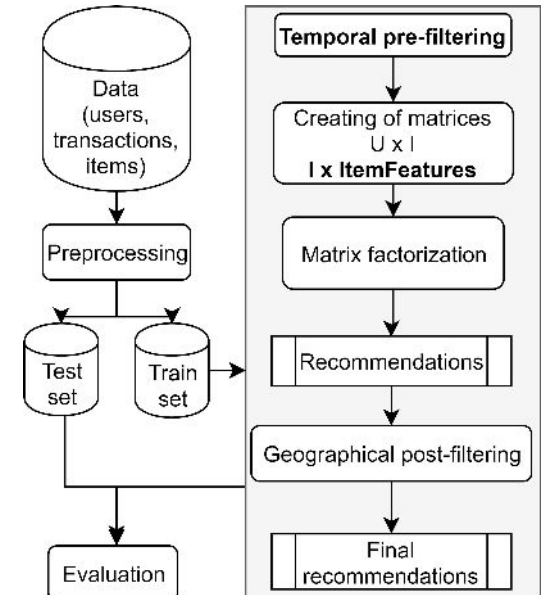 Data
(users,
transactions,
items)
Preprocessing
Test
set
Train
set
Evaluation
Temporal pre-filtering
Creating of matrices
U x I
I x ItemFeatures
Matrix factorization
Recommendations
Geographical post-filtering
Final
recommendations